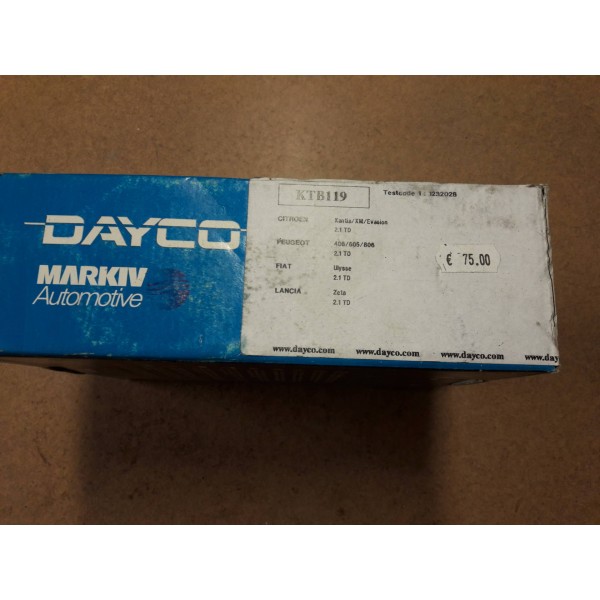 KTB119
Testcode 1: 1232028
CITROEN Xantia/XM/Evasion
2.1 TD
DAYCO
PEUGEOT 406/605/806
2.1 TD
€ 75.00
MARKIV
Automotive
FIAT Ulysse
2.1 TD
LANCIA Zeta
2.1 TD
www.dayco.com www.dayco.com www.dayco.com